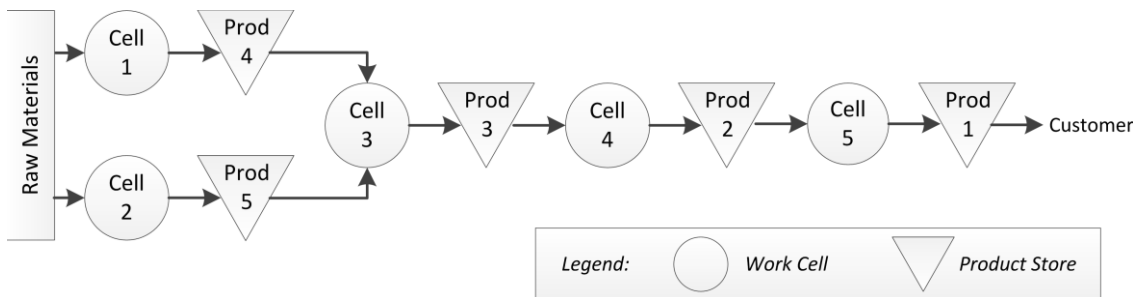 Raw Materials
Cell
1
Prod
4
Cell
2
Prod
5
Cell
3
Prod
3
Cell
4
Prod
2
Cell
5
Prod
1
Customer
Legend:
Work Cell
Product Store